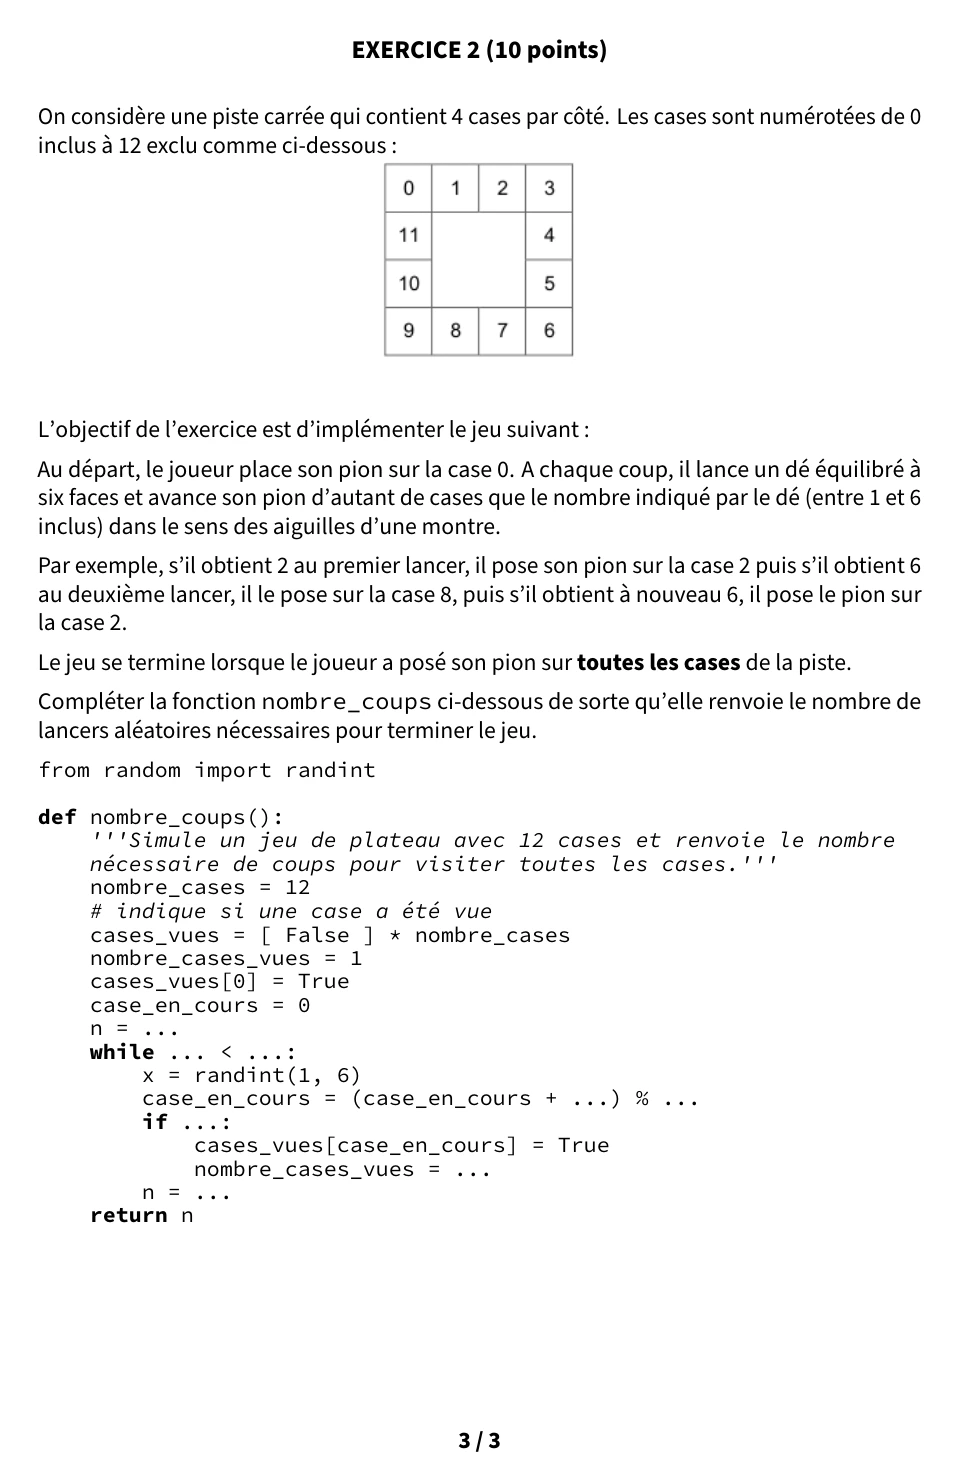 EXERCICE 2 (10 points)
On considère une piste carrée qui contient 4 cases par côté. Les cases sont numérotées de 0
inclus à 12 exclu comme ci-dessous :
0 1 2 3
11 4
10 5
9 8 7 6
L’objectif de l’exercice est d’implémenter le jeu suivant :
Au départ, le joueur place son pion sur la case 0. A chaque coup, il lance un dé équilibré à
six faces et avance son pion d’autant de cases que le nombre indiqué par le dé (entre 1 et 6
inclus) dans le sens des aiguilles d’une montre.
Par exemple, s’il obtient 2 au premier lancer, il pose son pion sur la case 2 puis s’il obtient 6
au deuxième lancer, il le pose sur la case 8, puis s’il obtient à nouveau 6, il pose le pion sur
la case 2.
Le jeu se termine lorsque le joueur a posé son pion sur toutes les cases de la piste.
Compléter la fonction nombre_coups ci-dessous de sorte qu’elle renvoie le nombre de
lancers aléatoires nécessaires pour terminer le jeu.
from random import randint
def nombre_coups():
    '''Simule un jeu de plateau avec 12 cases et renvoie le nombre
    nécessaire de coups pour visiter toutes les cases.'''
    nombre_cases = 12
    # indique si une case a été vue
    cases_vues = [ False ] * nombre_cases
    nombre_cases_vues = 1
    cases_vues[0] = True
    case_en_cours = 0
    n = ...
    while ... < ...:
        x = randint(1, 6)
        case_en_cours = (case_en_cours + ...) % ...
        if ...:
            cases_vues[case_en_cours] = True
            nombre_cases_vues = ...
        n = ...
    return n
3 / 3